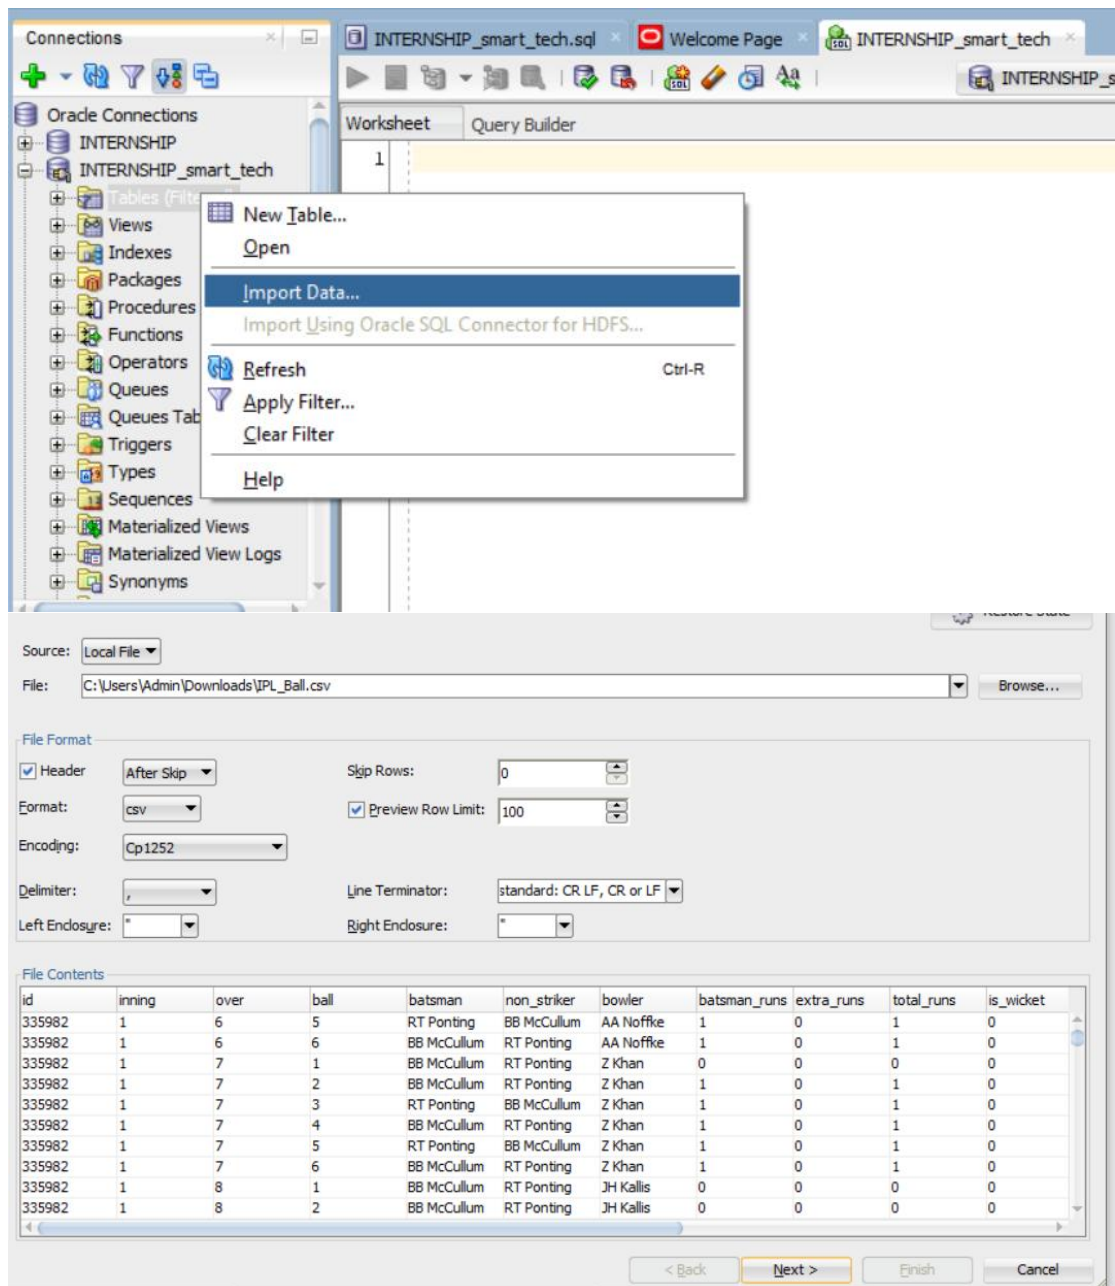 Connections
INTERNSHIP_smart_tech.sql
Welcome Page
INTERNSHIP_smart_tech
INTERNSHIP_s
Oracle Connections
INTERNSHIP
INTERNSHIP_smart_tech
Tables (Filte
Views
Indexes
Packages
Procedures
Functions
Operators
Queues
Queues Tab
Triggers
Types
Sequences
Materialized Views
Materialized View Logs
Synonyms
Worksheet Query Builder
1
New Table...
Open
Import Data...
Import Using Oracle SQL Connector for HDFS...
Refresh Ctrl-R
Apply Filter...
Clear Filter
Help
Restore State
Source: Local File
File: C:\Users\Admin\Downloads\IPL_Ball.csv Browse...
File Format
Header After Skip Skip Rows: 0
Format: csv Preview Row Limit: 100
Encoding: Cp1252
Delimiter: , Line Terminator: standard: CR LF, CR or LF
Left Enclosure: " Right Enclosure: "
File Contents
id inning over ball batsman non_striker bowler batsman_runs extra_runs total_runs is_wicket
335982 1 6 5 RT Ponting BB McCullum AA Noffke 1 0 1 0
335982 1 6 6 BB McCullum RT Ponting AA Noffke 1 0 1 0
335982 1 7 1 BB McCullum RT Ponting Z Khan 0 0 0 0
335982 1 7 2 BB McCullum RT Ponting Z Khan 1 0 1 0
335982 1 7 3 RT Ponting BB McCullum Z Khan 1 0 1 0
335982 1 7 4 BB McCullum RT Ponting Z Khan 1 0 1 0
335982 1 7 5 RT Ponting BB McCullum Z Khan 1 0 1 0
335982 1 7 6 BB McCullum RT Ponting Z Khan 1 0 1 0
335982 1 8 1 BB McCullum RT Ponting JH Kallis 0 0 0 0
335982 1 8 2 BB McCullum RT Ponting JH Kallis 0 0 0 0
< Back Next > Finish Cancel